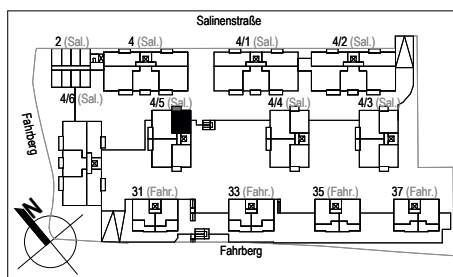 Salinenstraße
2 (Sal.) 4 (Sal.) 4/1 (Sal.) 4/2 (Sal.)
4/6 (Sal.) 4/5 (Sal.) 4/4 (Sal.) 4/3 (Sal.)
Fahrberg
31 (Fahr.) 33 (Fahr.) 35 (Fahr.) 37 (Fahr.)
N
Fahrberg